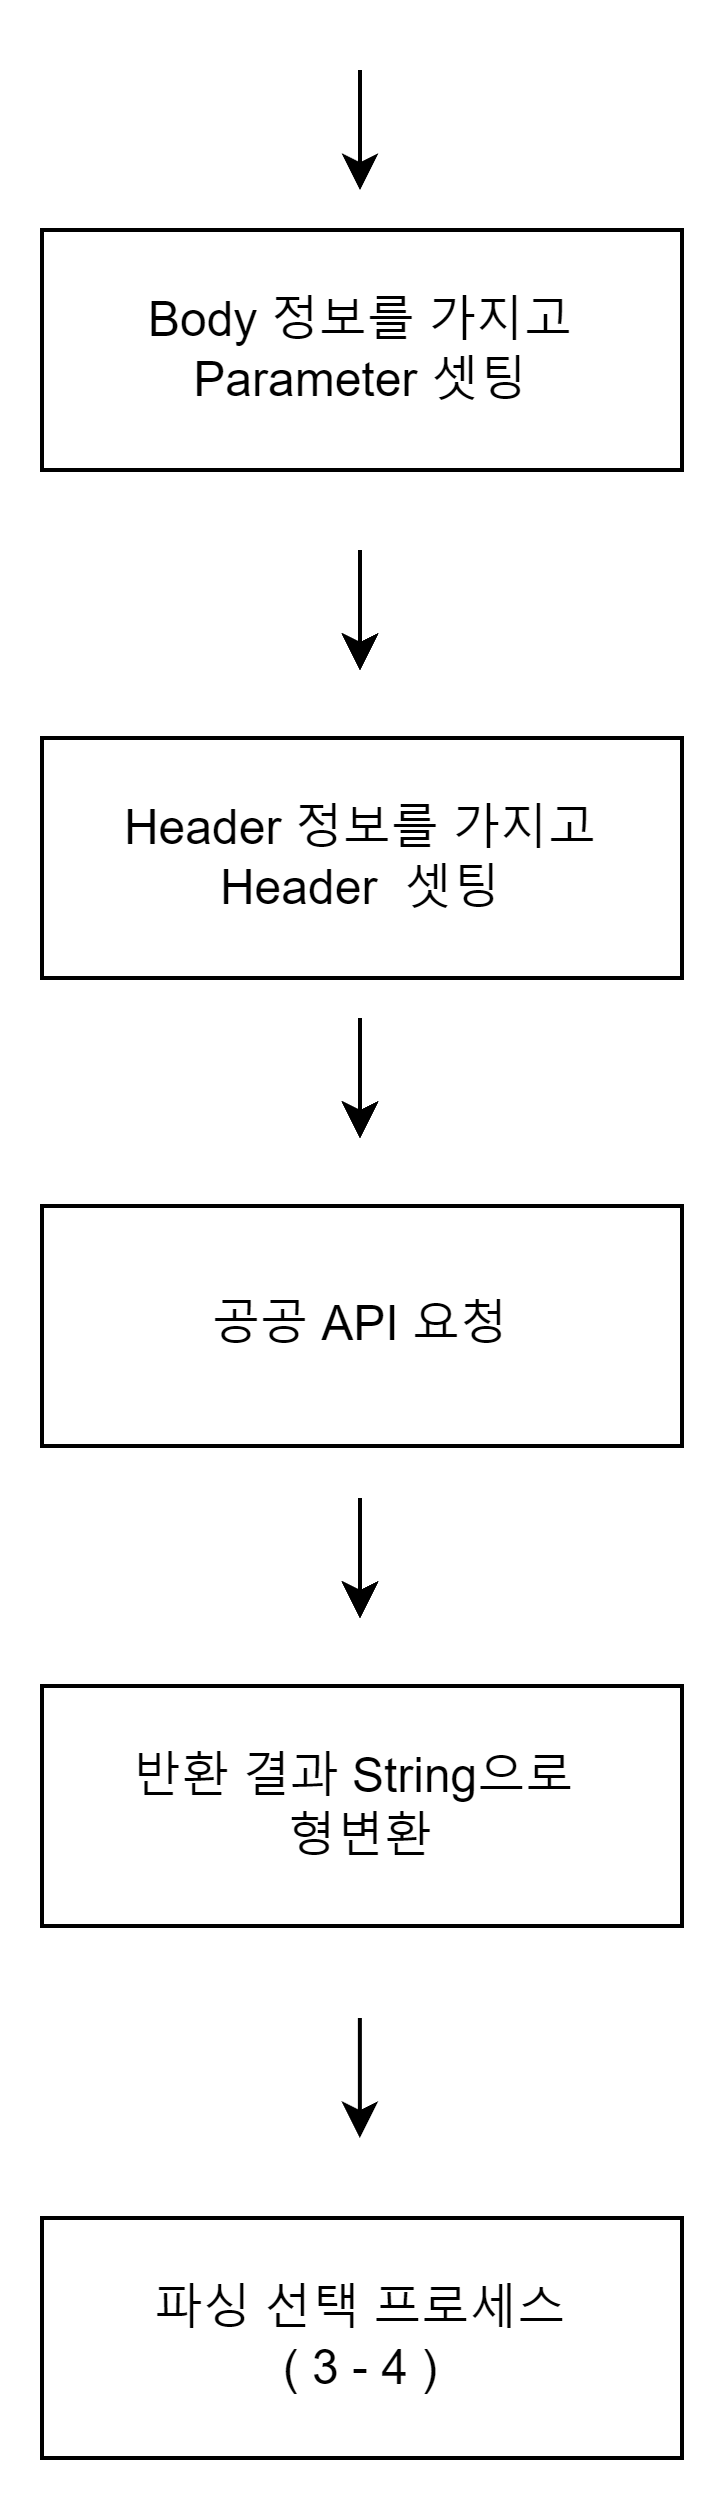 Body 정보를 가지고
Parameter 셋팅
Header 정보를 가지고
Header 셋팅
공공 API 요청
반환 결과 String으로
형변환
파싱 선택 프로세스
( 3 - 4 )